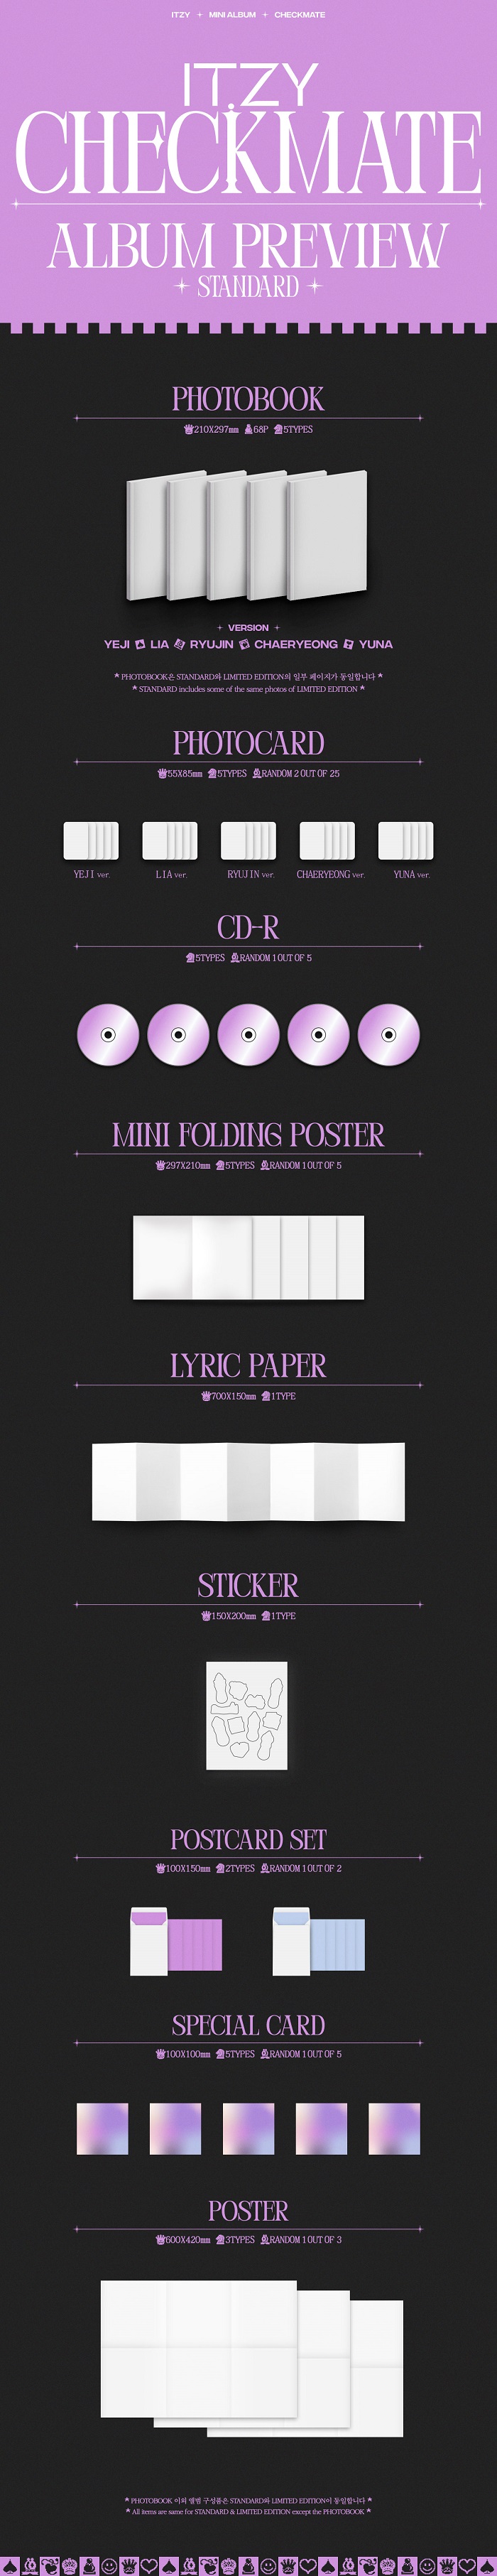 ITZY + MINI ALBUM + CHECKMATE
ITZY
CHECKMATE
ALBUM PREVIEW
STANDARD
PHOTOBOOK
210X297mm 68P 5TYPES
VERSION
YEJI LIA RYUJIN CHAERYEONG YUNA
* PHOTOBOOK은 STANDARD와 LIMITED EDITION의 일부 페이지가 동일합니다 *
* STANDARD includes some of the same photos of LIMITED EDITION *
PHOTOCARD
55X85mm 5TYPES RANDOM 2 OUT OF 25
YEJI ver. LIA ver. RYUJIN ver. CHAERYEONG ver. YUNA ver.
CD-R
5TYPES RANDOM 1 OUT OF 5
MINI FOLDING POSTER
297X210mm 5TYPES RANDOM 1 OUT OF 5
LYRIC PAPER
700X150mm 1TYPE
STICKER
150X200mm 1TYPE
POSTCARD SET
100X150mm 2TYPES RANDOM 1 OUT OF 2
SPECIAL CARD
100X100mm 5TYPES RANDOM 1 OUT OF 5
POSTER
600X420mm 3TYPES RANDOM 1 OUT OF 3
* PHOTOBOOK 이외 앨범 구성품은 STANDARD와 LIMITED EDITION이 동일합니다 *
* All items are same for STANDARD & LIMITED EDITION except the PHOTOBOOK *